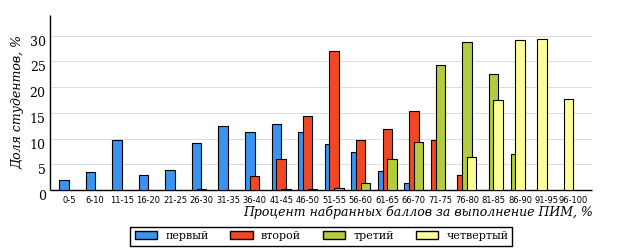 Доля студентов, %
30
25
20
15
10
5
0
0-5 6-10 11-15 16-20 21-25 26-30 31-35 36-40 41-45 46-50 51-55 56-60 61-65 66-70 71-75 76-80 81-85 86-90 91-95 96-100
Процент набранных баллов за выполнение ПИМ, %
первый второй третий четвертый